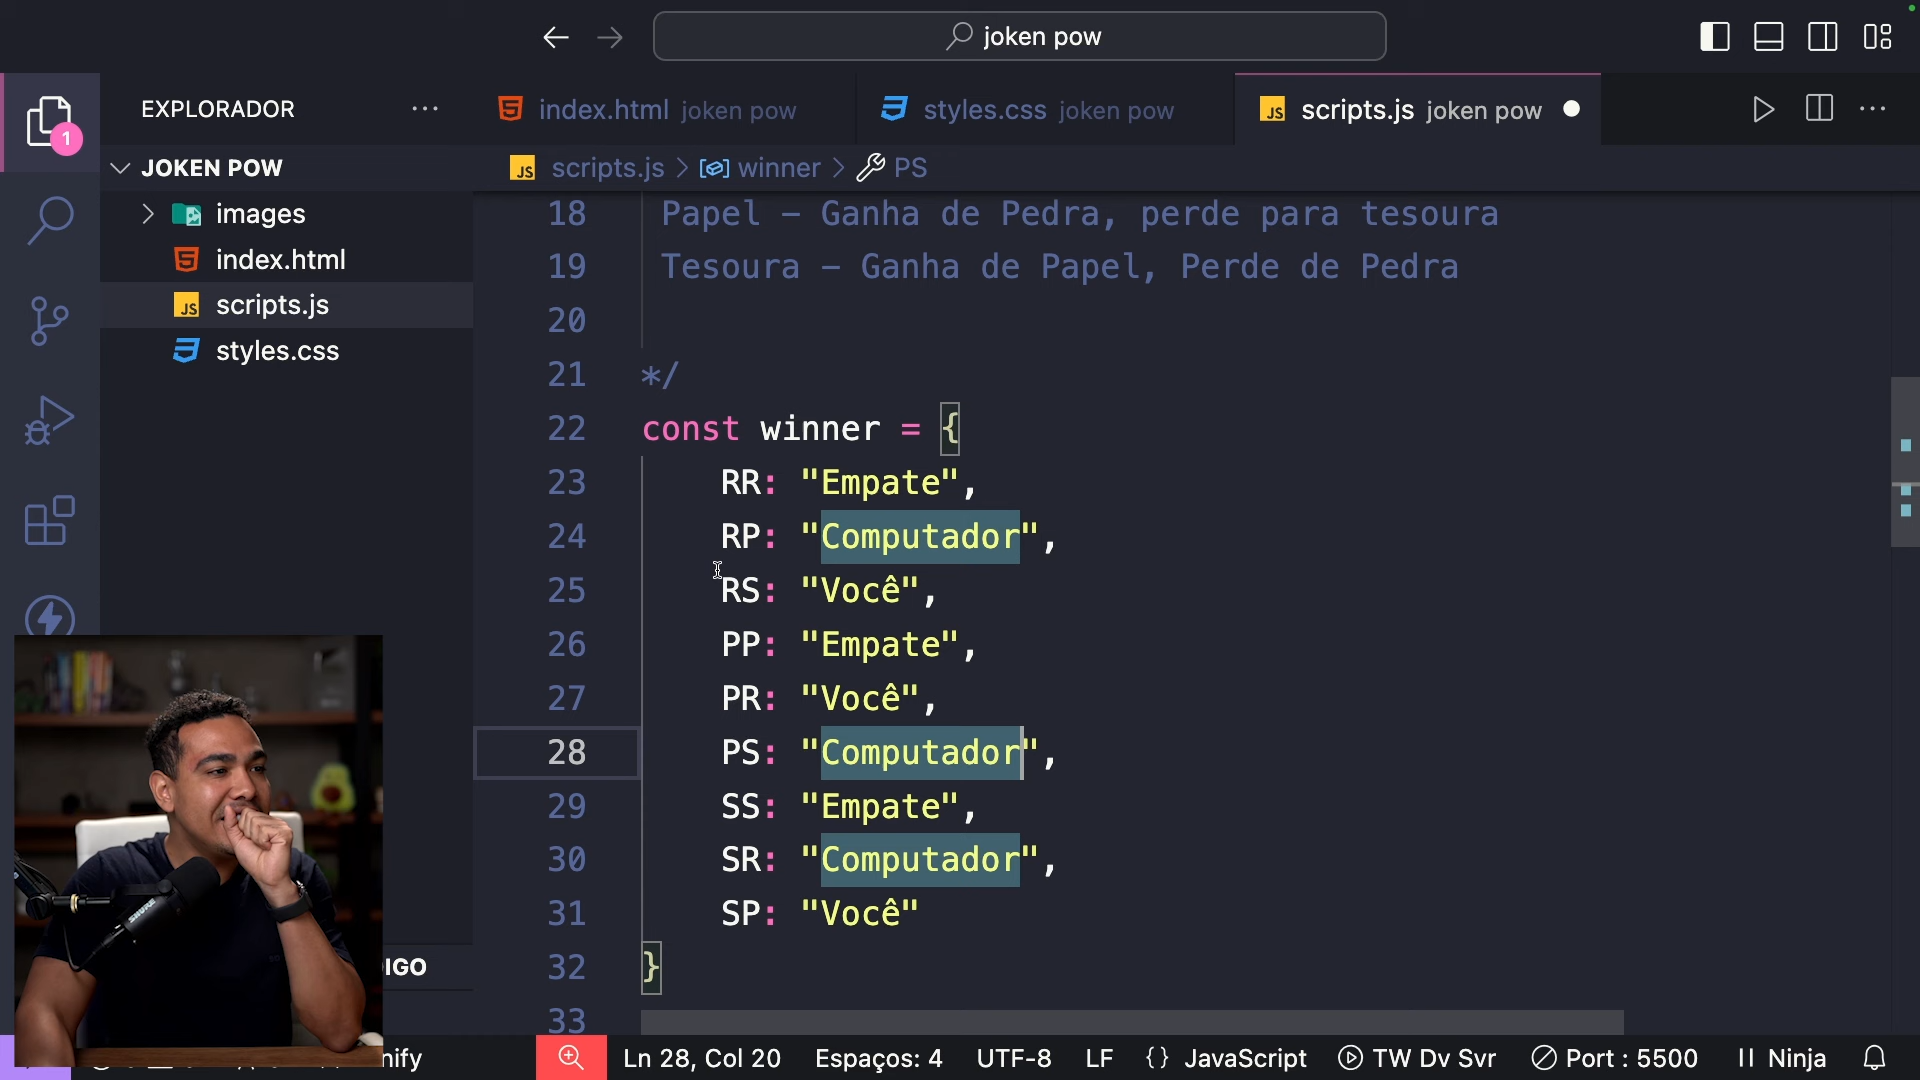 joken pow
EXPLORADOR
index.html joken pow
styles.css joken pow
scripts.js joken pow
1
JOKEN POW
scripts.js > winner > PS
images
index.html
scripts.js
styles.css
18 Papel – Ganha de Pedra, perde para tesoura
19 Tesoura – Ganha de Papel, Perde de Pedra
20
21 */
22 const winner = {
23 RR: "Empate",
24 RP: "Computador",
25 RS: "Você",
26 PP: "Empate",
27 PR: "Você",
28 PS: "Computador",
29 SS: "Empate",
30 SR: "Computador",
31 SP: "Você"
32 }
33
IGO
SHURE
nify
Ln 28, Col 20 Espaços: 4 UTF-8 LF {} JavaScript TW Dv Svr Port : 5500 Ninja